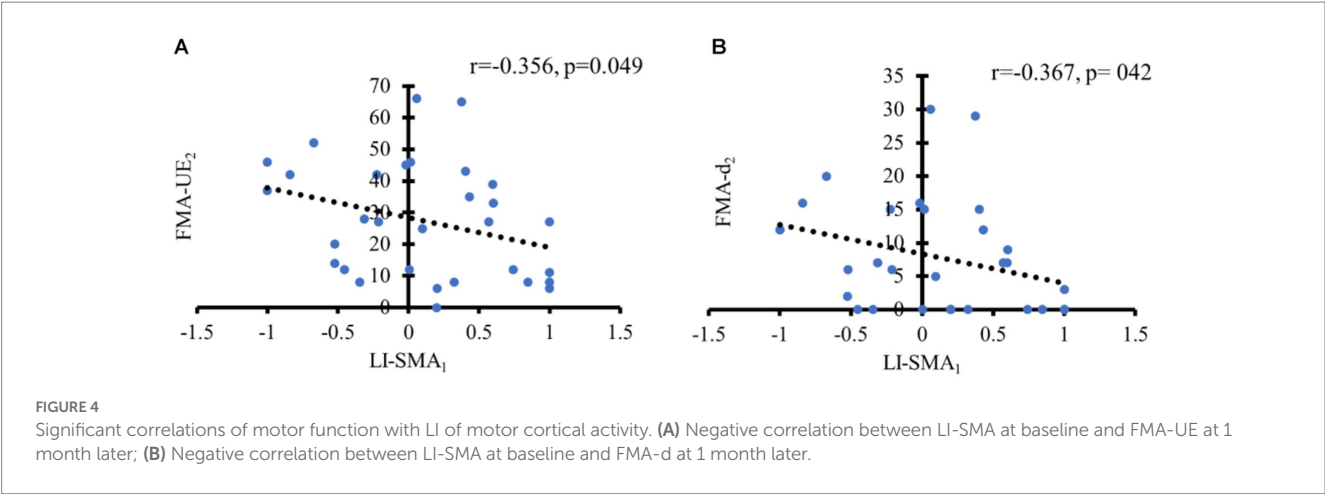 A
r=-0.356, p=0.049
70
60
50
40
30
20
10
0
-1.5 -1 -0.5 0 0.5 1 1.5
FMA-UE2
LI-SMA1
B
r=-0.367, p= 042
35
30
25
20
15
10
5
0
-1.5 -1 -0.5 0 0.5 1 1.5
FMA-d2
LI-SMA1
FIGURE 4
Significant correlations of motor function with LI of motor cortical activity. (A) Negative correlation between LI-SMA at baseline and FMA-UE at 1
month later; (B) Negative correlation between LI-SMA at baseline and FMA-d at 1 month later.